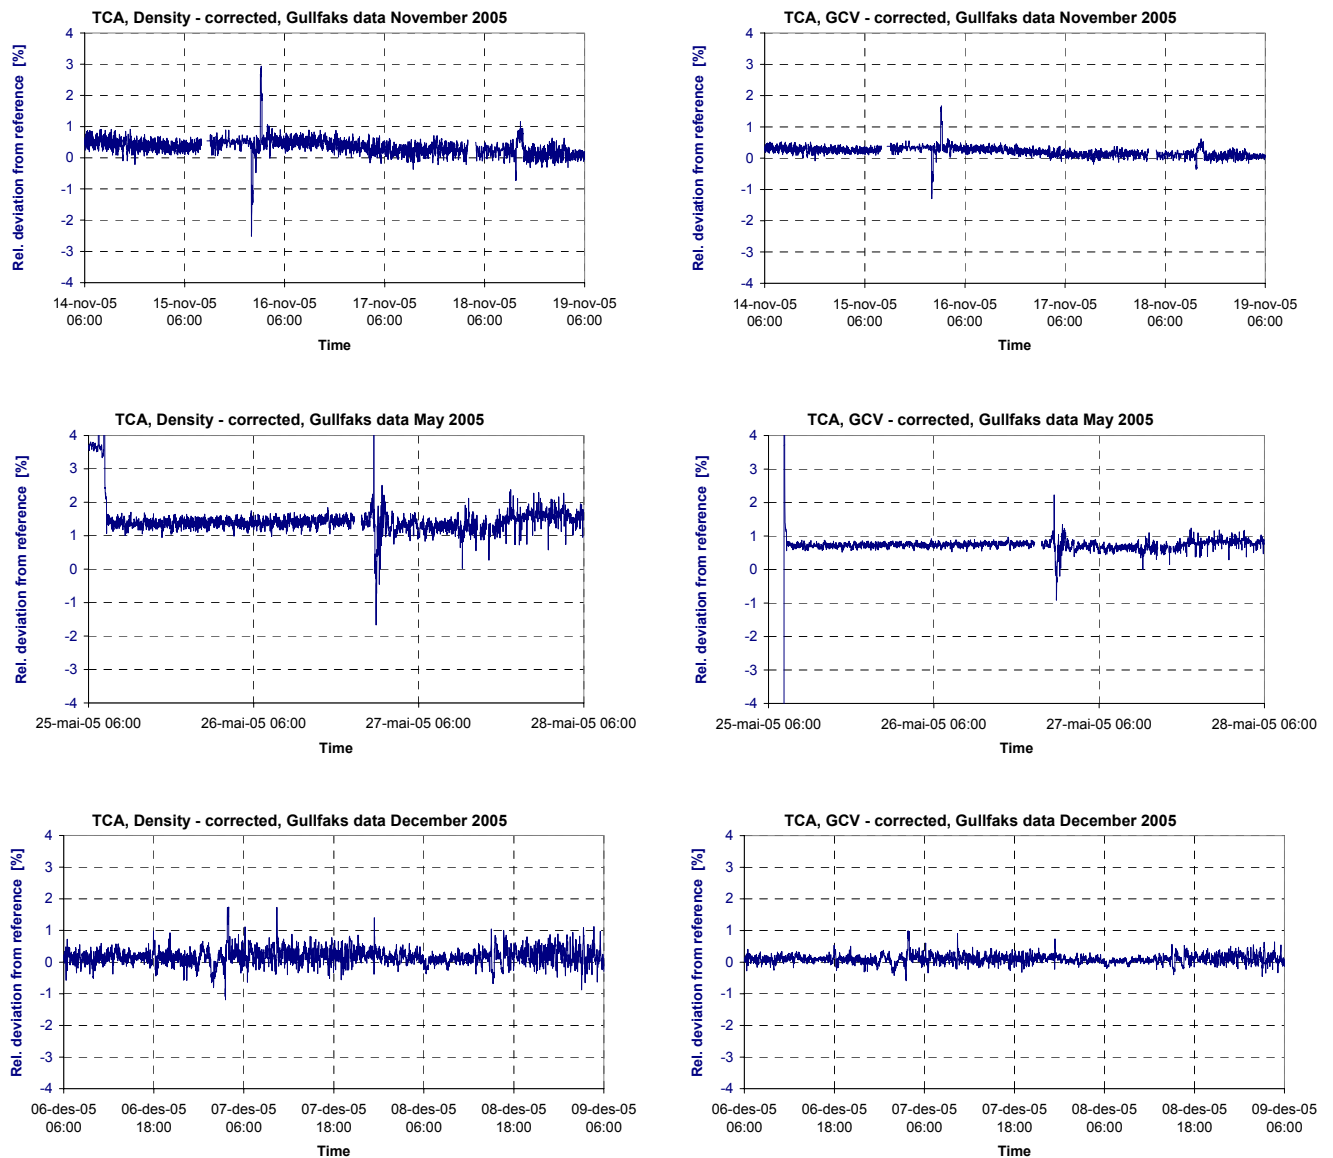 TCA, Density - corrected, Gullfaks data November 2005
Rel. deviation from reference [%]
4
3
2
1
0
-1
-2
-3
-4
14-nov-05 15-nov-05 16-nov-05 17-nov-05 18-nov-05 19-nov-05
06:00 06:00 06:00 06:00 06:00 06:00
Time
TCA, GCV - corrected, Gullfaks data November 2005
Rel. deviation from reference [%]
4
3
2
1
0
-1
-2
-3
-4
14-nov-05 15-nov-05 16-nov-05 17-nov-05 18-nov-05 19-nov-05
06:00 06:00 06:00 06:00 06:00 06:00
Time
TCA, Density - corrected, Gullfaks data May 2005
Rel. deviation from reference [%]
4
3
2
1
0
-1
-2
-3
-4
25-mai-05 06:00 26-mai-05 06:00 27-mai-05 06:00 28-mai-05 06:00
Time
TCA, GCV - corrected, Gullfaks data May 2005
Rel. deviation from reference [%]
4
3
2
1
0
-1
-2
-3
-4
25-mai-05 06:00 26-mai-05 06:00 27-mai-05 06:00 28-mai-05 06:00
Time
TCA, Density - corrected, Gullfaks data December 2005
Rel. deviation from reference [%]
4
3
2
1
0
-1
-2
-3
-4
06-des-05 06-des-05 07-des-05 07-des-05 08-des-05 08-des-05 09-des-05
06:00 18:00 06:00 18:00 06:00 18:00 06:00
Time
TCA, GCV - corrected, Gullfaks data December 2005
Rel. deviation from reference [%]
4
3
2
1
0
-1
-2
-3
-4
06-des-05 06-des-05 07-des-05 07-des-05 08-des-05 08-des-05 09-des-05
06:00 18:00 06:00 18:00 06:00 18:00 06:00
Time